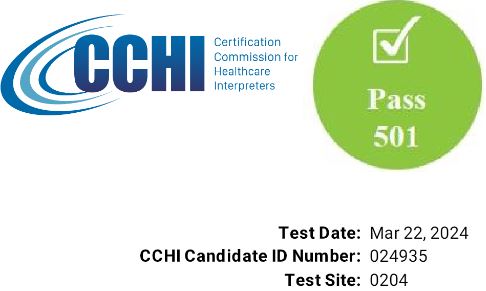 CCHI
Certification
Commission for
Healthcare
Interpreters
Pass
501
Test Date: Mar 22, 2024
CCHI Candidate ID Number: 024935
Test Site: 0204